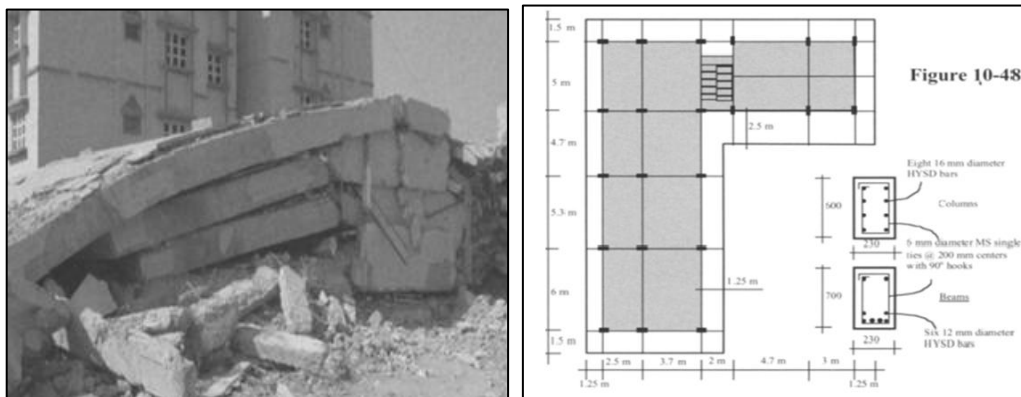 1.5 m
5 m
4.7 m
5.3 m
6 m
1.5 m
2.5 m
1.25 m
2.5 m
3.7 m
2 m
4.7 m
3 m
1.25 m
1.25 m
Figure 10-48
Eight 16 mm diameter
HYSD bars
600
Columns
230
6 mm diameter MS single
ties @ 200 mm centers
with 90° hooks
700
Beams
230
Six 12 mm diameter
HYSD bars